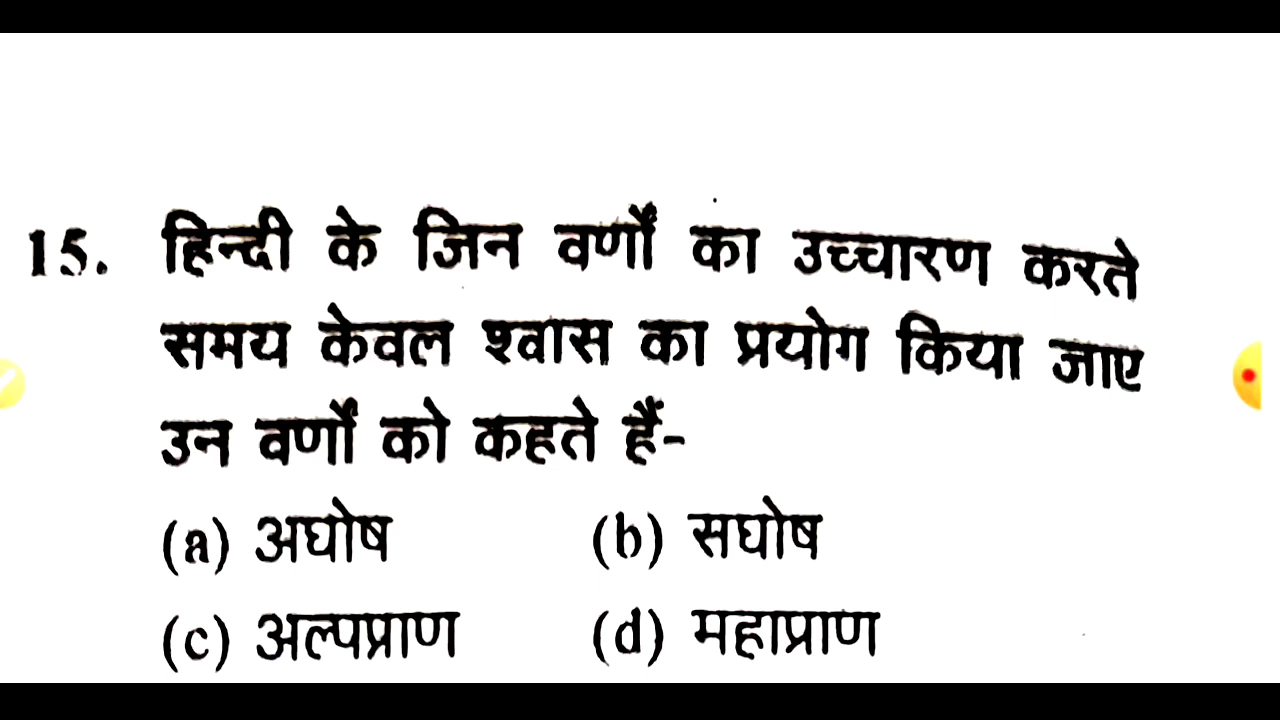 15. हिन्दी के जिन वर्णों का उच्चारण करते
समय केवल श्वास का प्रयोग किया जाए
उन वर्णों को कहते हैं-
(a) अघोष (b) सघोष
(c) अल्पप्राण (d) महाप्राण